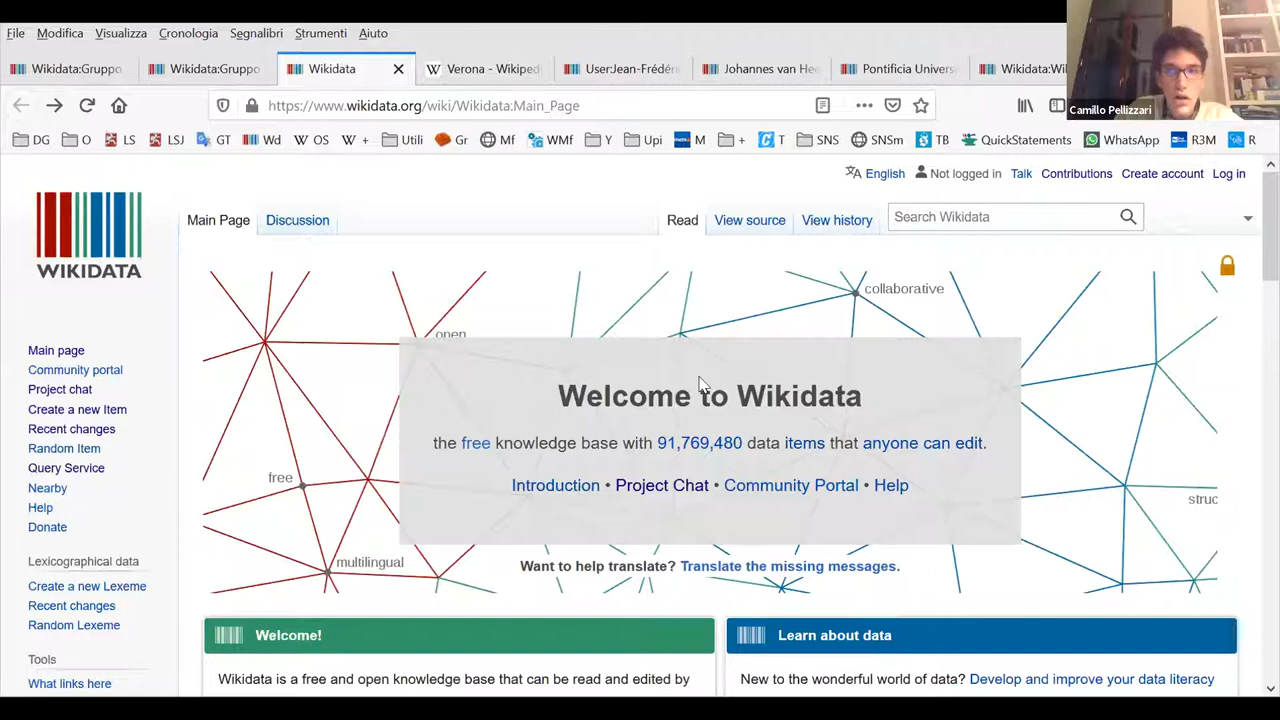 File Modifica Visualizza Cronologia Segnalibri Strumenti Aiuto
Wikidata:Gruppo Wikidata:Gruppo Wikidata Verona - Wikiped User:Jean-Frédéri Johannes van Hee Pontificia Univers Wikidata:Wi
Camillo Pellizzari
https://www.wikidata.org/wiki/Wikidata:Main_Page
DG O LS LSJ GT Wd OS + Utili Gr Mf WMf Y Upi M + T SNS SNSm TB QuickStatements WhatsApp R3M R
English Not logged in Talk Contributions Create account Log in
Main Page Discussion Read View source View history Search Wikidata
WIKIDATA
collaborative
open
Main page
Community portal
Project chat
Create a new Item
Recent changes
Random Item
Query Service
Nearby
Help
Donate
Lexicographical data
Create a new Lexeme
Recent changes
Random Lexeme
Tools
What links here
Welcome to Wikidata
the free knowledge base with 91,769,480 data items that anyone can edit.
Introduction • Project Chat • Community Portal • Help
free
struc
multilingual
Want to help translate? Translate the missing messages.
Welcome!
Wikidata is a free and open knowledge base that can be read and edited by
Learn about data
New to the wonderful world of data? Develop and improve your data literacy